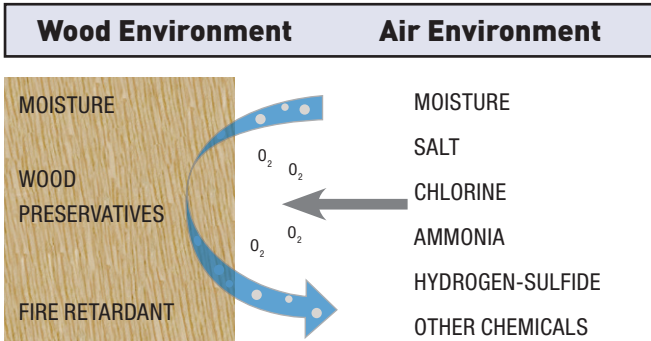 Wood Environment
Air Environment
MOISTURE
WOOD
PRESERVATIVES
FIRE RETARDANT
O₂
O₂
O₂
O₂
MOISTURE
SALT
CHLORINE
AMMONIA
HYDROGEN-SULFIDE
OTHER CHEMICALS